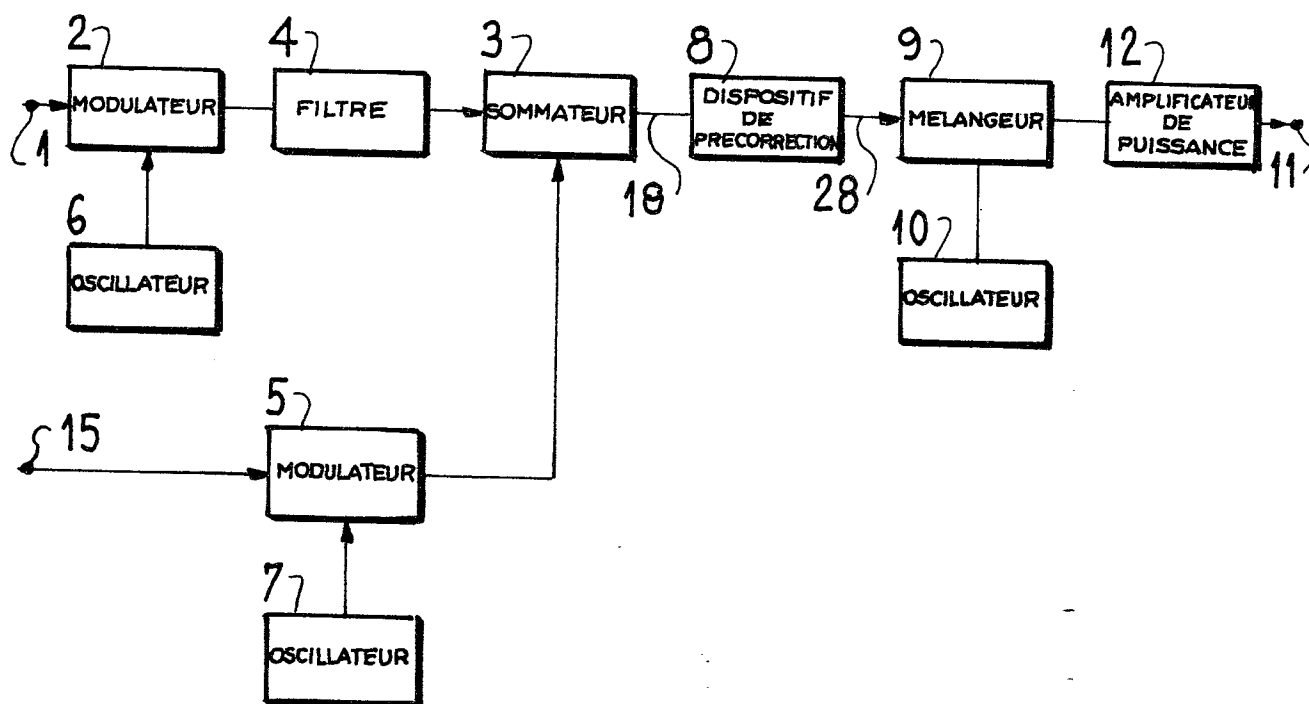 2
4
3
8
9
12
MODULATEUR
FILTRE
SOMMATEUR
DISPOSITIF
DE
PRECORRECTION
MELANGEUR
AMPLIFICATEUR
DE
PUISSANCE
1
18
28
11
6
10
OSCILLATEUR
OSCILLATEUR
5
15
MODULATEUR
7
OSCILLATEUR